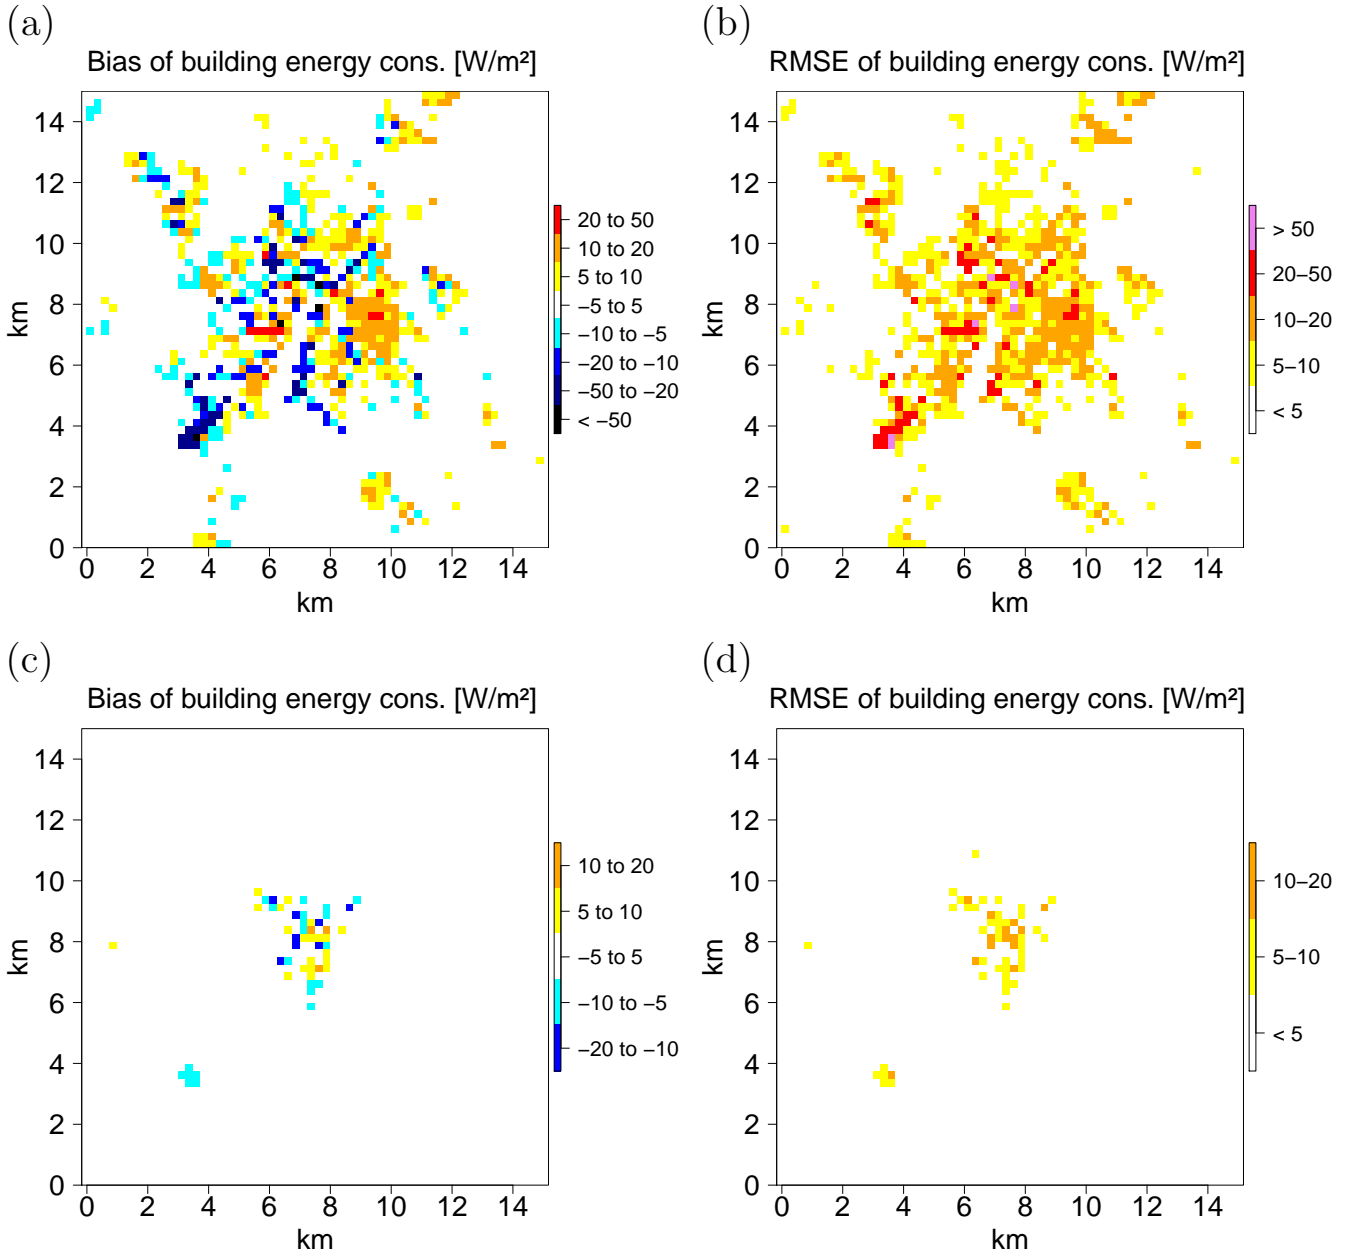 (a)
Bias of building energy cons. [W/m²]
14
12
10
8
6
4
2
0
km
0 2 4 6 8 10 12 14
km
20 to 50
10 to 20
5 to 10
−5 to 5
−10 to −5
−20 to −10
−50 to −20
< −50
(b)
RMSE of building energy cons. [W/m²]
14
12
10
8
6
4
2
0
km
0 2 4 6 8 10 12 14
km
> 50
20−50
10−20
5−10
< 5
(c)
Bias of building energy cons. [W/m²]
14
12
10
8
6
4
2
0
km
0 2 4 6 8 10 12 14
km
10 to 20
5 to 10
−5 to 5
−10 to −5
−20 to −10
(d)
RMSE of building energy cons. [W/m²]
14
12
10
8
6
4
2
0
km
0 2 4 6 8 10 12 14
km
10−20
5−10
< 5